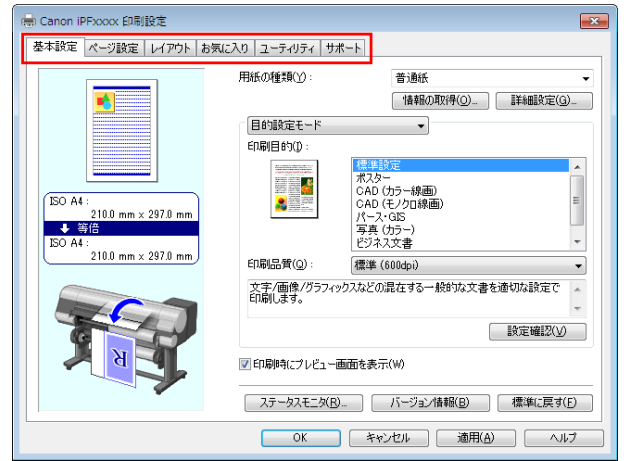 Canon iPFxxxx 印刷設定
基本設定 ページ設定 レイアウト お気に入り ユーティリティ サポート
用紙の種類(Y)： 普通紙
情報の取得(O)... 詳細設定(G)...
目的設定モード
印刷目的(I)：
標準設定
ポスター
CAD (カラー線画)
CAD (モノクロ線画)
パース・GIS
写真 (カラー)
ビジネス文書
ISO A4 :
210.0 mm x 297.0 mm
等倍
ISO A4 :
210.0 mm x 297.0 mm
印刷品質(Q)： 標準 (600dpi)
文字/画像/グラフィックスなどの混在する一般的な文書を適切な設定で
印刷します。
設定確認(V)
印刷時にプレビュー画面を表示(W)
ステータスモニタ(R)... バージョン情報(B) 標準に戻す(F)
OK キャンセル 適用(A) ヘルプ